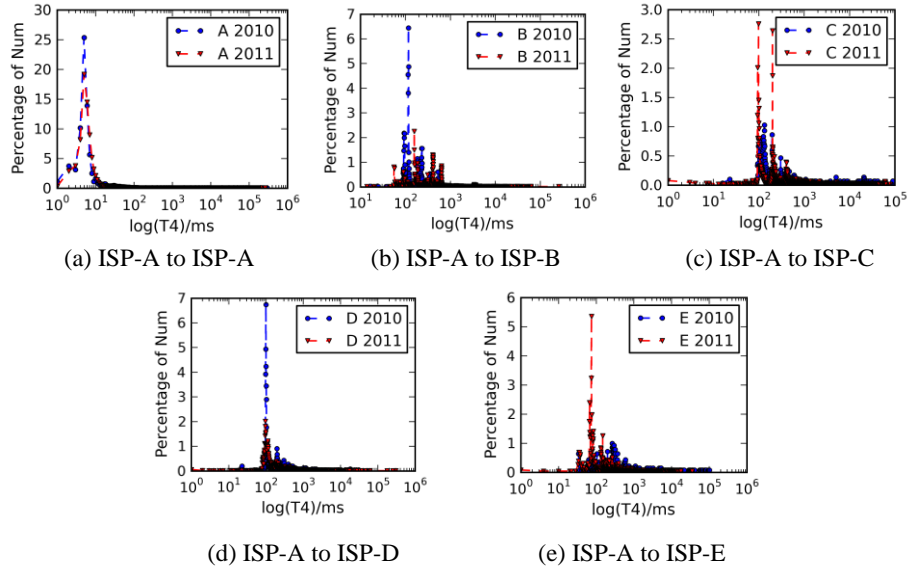 Percentage of Num
30
25
20
15
10
5
0
A 2010
A 2011
10^0 10^1 10^2 10^3 10^4 10^5 10^6
log(T4)/ms
(a) ISP-A to ISP-A
Percentage of Num
7
6
5
4
3
2
1
0
B 2010
B 2011
10^1 10^2 10^3 10^4 10^5 10^6
log(T4)/ms
(b) ISP-A to ISP-B
Percentage of Num
3.0
2.5
2.0
1.5
1.0
0.5
0.0
C 2010
C 2011
10^0 10^1 10^2 10^3 10^4 10^5
log(T4)/ms
(c) ISP-A to ISP-C
Percentage of Num
7
6
5
4
3
2
1
0
D 2010
D 2011
10^0 10^1 10^2 10^3 10^4 10^5 10^6
log(T4)/ms
(d) ISP-A to ISP-D
Percentage of Num
6
5
4
3
2
1
0
E 2010
E 2011
10^0 10^1 10^2 10^3 10^4 10^5 10^6
log(T4)/ms
(e) ISP-A to ISP-E